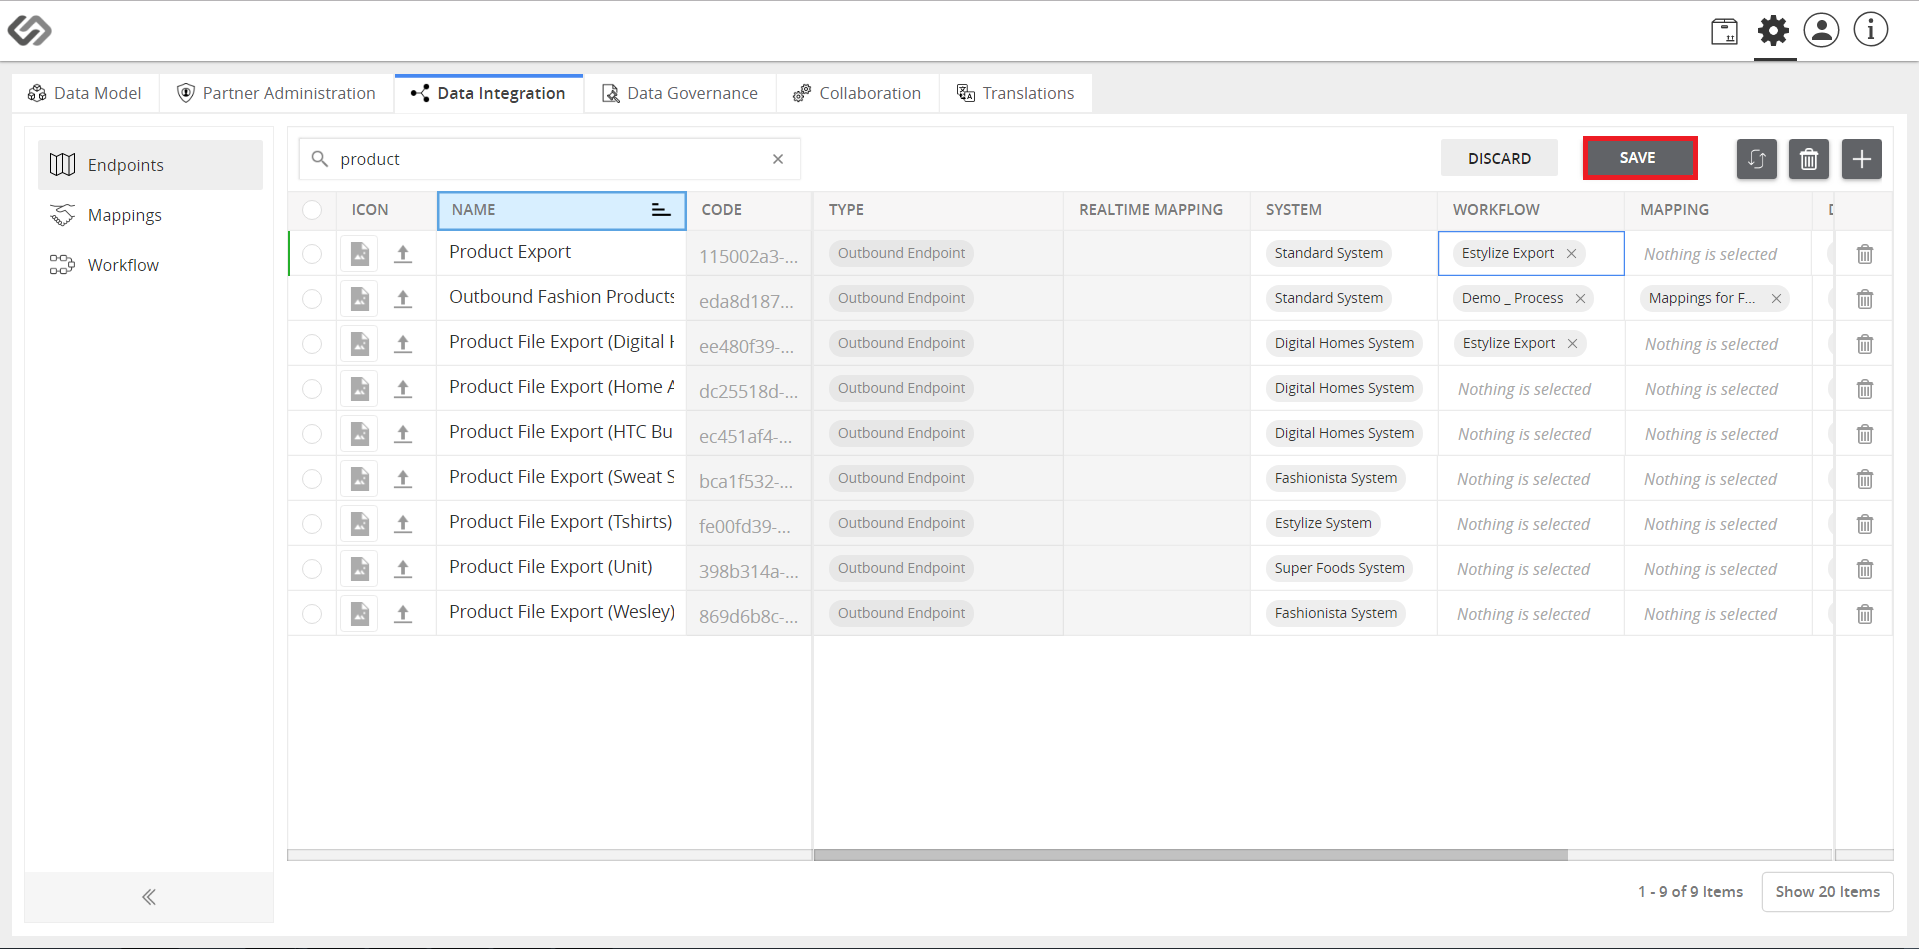 Data Model Partner Administration Data Integration Data Governance Collaboration Translations
Endpoints
Mappings
Workflow
product
DISCARD SAVE
ICON NAME CODE TYPE REALTIME MAPPING SYSTEM WORKFLOW MAPPING
Product Export 115002a3-... Outbound Endpoint Standard System Estylize Export Nothing is selected
Outbound Fashion Products eda8d187... Outbound Endpoint Standard System Demo _ Process Mappings for F...
Product File Export (Digital ee480f39-... Outbound Endpoint Digital Homes System Estylize Export Nothing is selected
Product File Export (Home A dc25518d-... Outbound Endpoint Digital Homes System Nothing is selected Nothing is selected
Product File Export (HTC Bu ec451af4-... Outbound Endpoint Digital Homes System Nothing is selected Nothing is selected
Product File Export (Sweat S bca1f532-... Outbound Endpoint Fashionista System Nothing is selected Nothing is selected
Product File Export (Tshirts) fe00fd39-... Outbound Endpoint Estylize System Nothing is selected Nothing is selected
Product File Export (Unit) 398b314a-... Outbound Endpoint Super Foods System Nothing is selected Nothing is selected
Product File Export (Wesley) 869d6b8c-... Outbound Endpoint Fashionista System Nothing is selected Nothing is selected
1 - 9 of 9 Items Show 20 Items